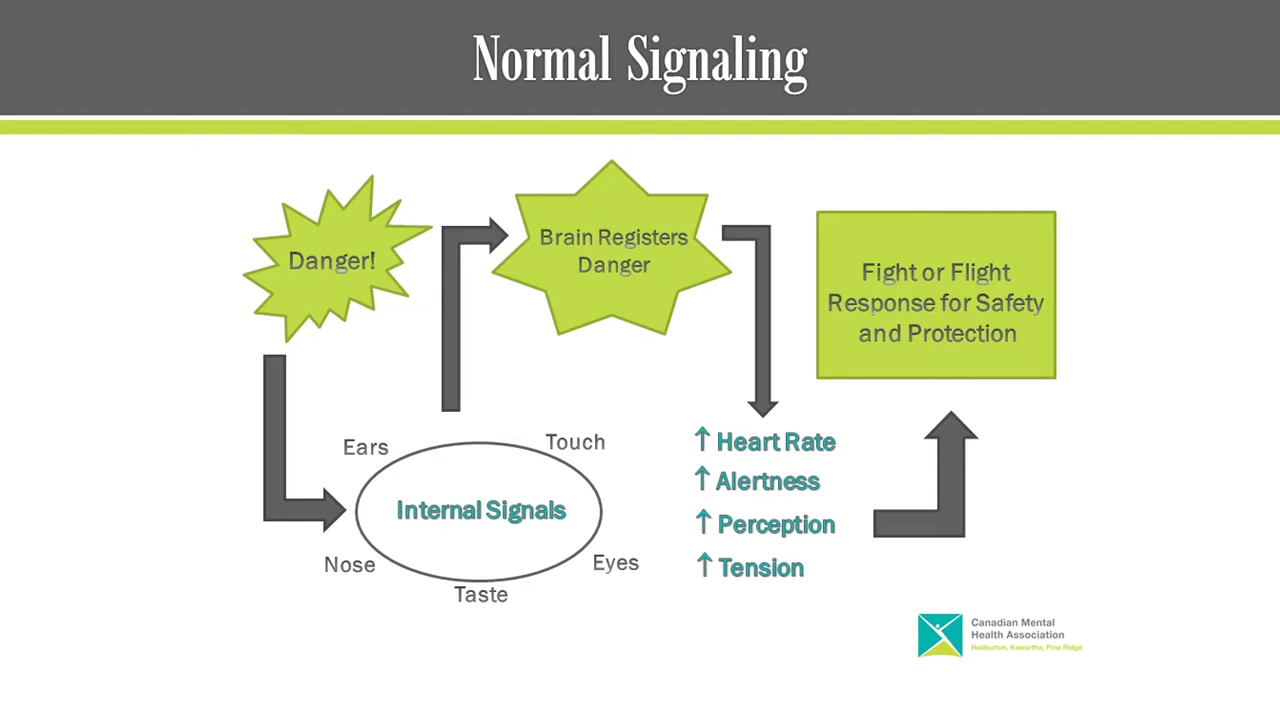 Normal Signaling
Danger!
Brain Registers
Danger
Fight or Flight
Response for Safety
and Protection
Ears
Touch
Internal Signals
Nose
Eyes
Taste
↑ Heart Rate
↑ Alertness
↑ Perception
↑ Tension
Canadian Mental
Health Association
Haliburton, Kawartha, Pine Ridge